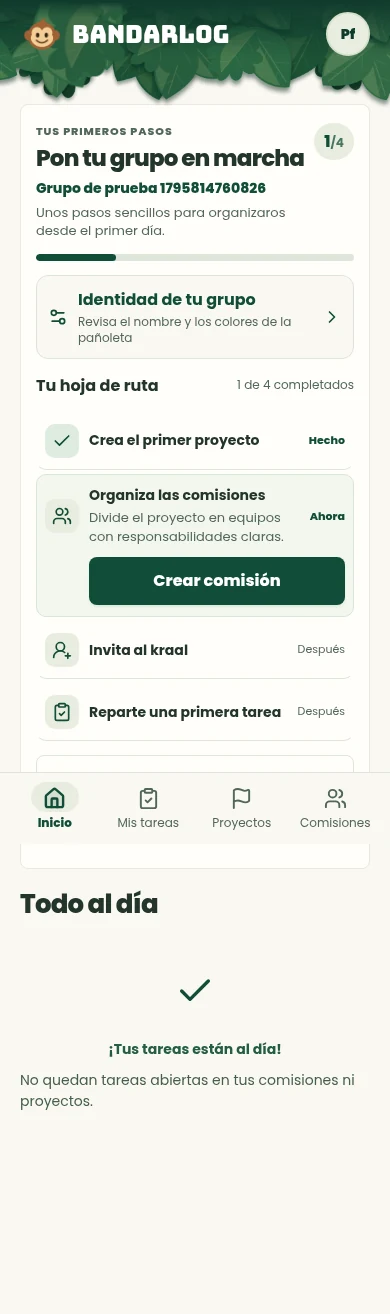 BANDARLOG
Pf
TUS PRIMEROS PASOS
1/4
Pon tu grupo en marcha
Grupo de prueba 1795814760826
Unos pasos sencillos para organizaros
desde el primer día.
Identidad de tu grupo
Revisa el nombre y los colores de la
pañoleta
Tu hoja de ruta
1 de 4 completados
Crea el primer proyecto
Hecho
Organiza las comisiones
Divide el proyecto en equipos
con responsabilidades claras.
Ahora
Crear comisión
Invita al kraal
Después
Reparte una primera tarea
Después
Inicio
Mis tareas
Proyectos
Comisiones
Todo al día
¡Tus tareas están al día!
No quedan tareas abiertas en tus comisiones ni
proyectos.